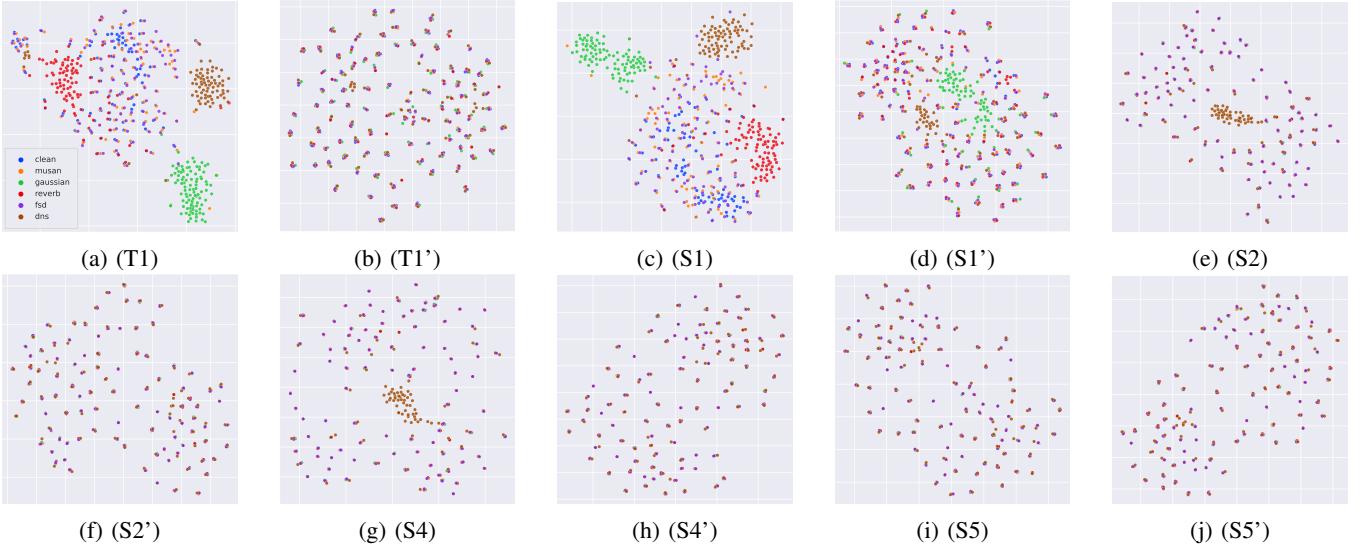 clean
musan
gaussian
reverb
fsd
dns
(a) (T1)
(b) (T1’)
(c) (S1)
(d) (S1’)
(e) (S2)
(f) (S2’)
(g) (S4)
(h) (S4’)
(i) (S5)
(j) (S5’)